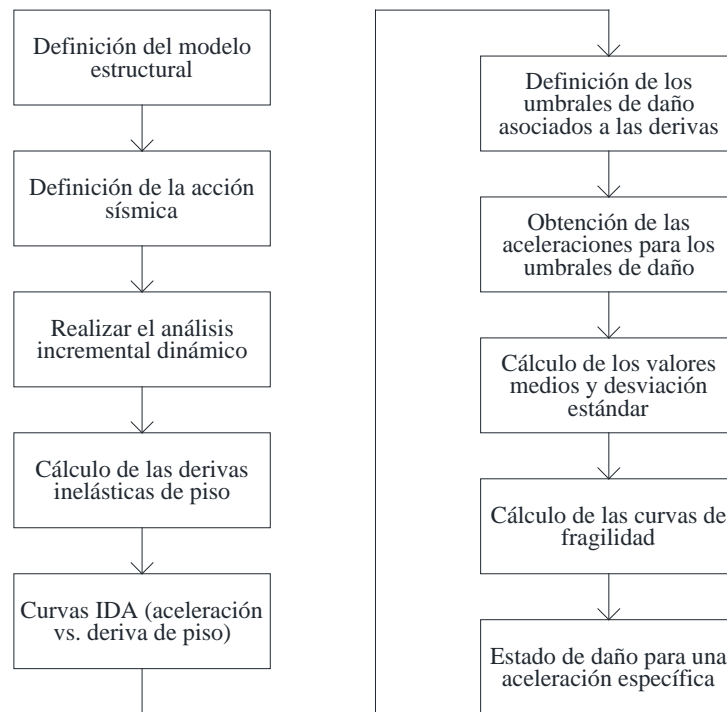 Definición del modelo
estructural
Definición de la acción
sísmica
Realizar el análisis
incremental dinámico
Cálculo de las derivas
inelásticas de piso
Curvas IDA (aceleración
vs. deriva de piso)
Definición de los
umbrales de daño
asociados a las derivas
Obtención de las
aceleraciones para los
umbrales de daño
Cálculo de los valores
medios y desviación
estándar
Cálculo de las curvas de
fragilidad
Estado de daño para una
aceleración específica